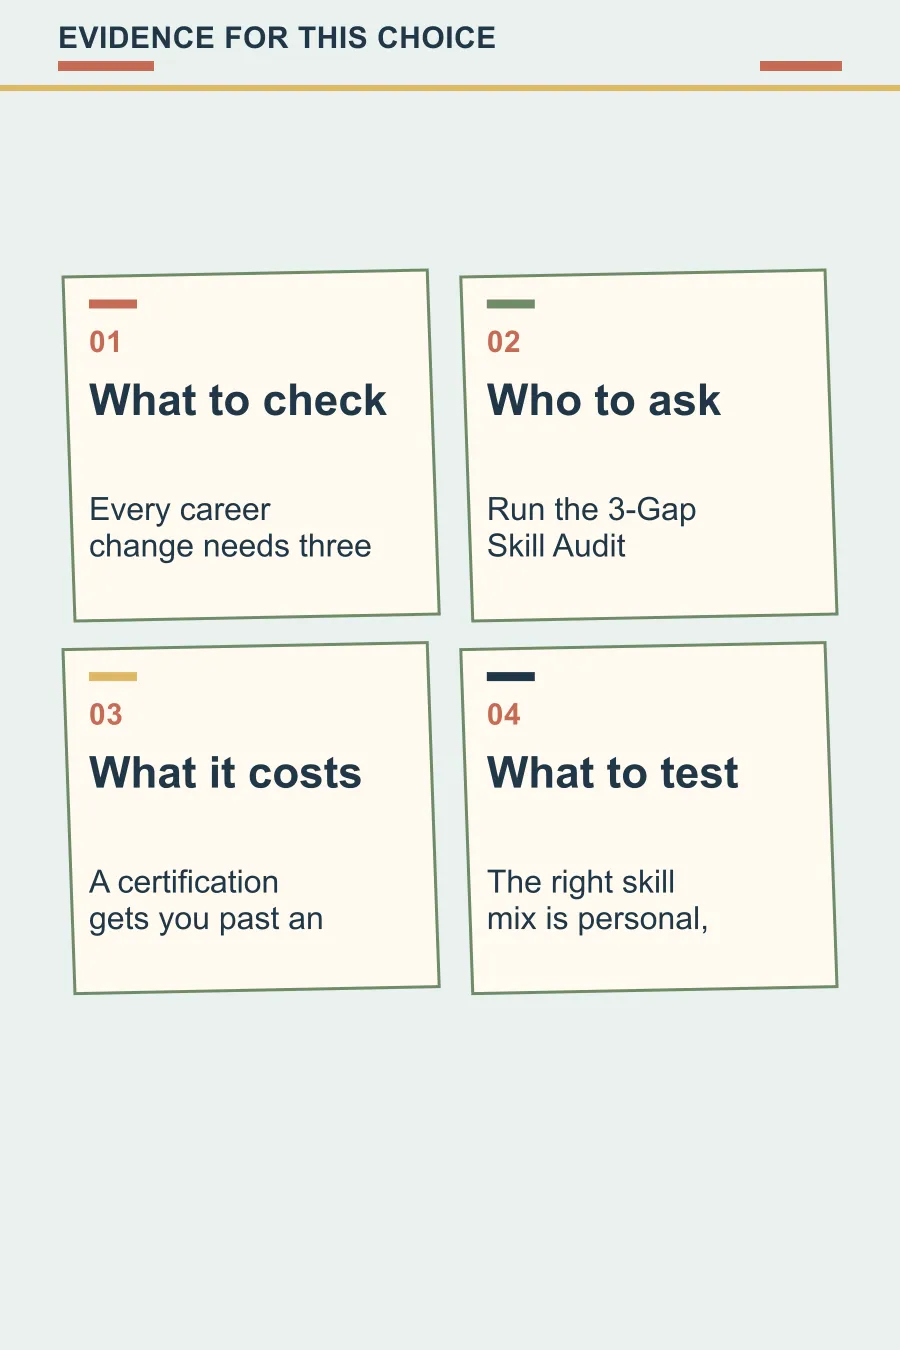 EVIDENCE FOR THIS CHOICE
01
What to check
Every career
change needs three
02
Who to ask
Run the 3-Gap
Skill Audit
03
What it costs
A certification
gets you past an
04
What to test
The right skill
mix is personal,